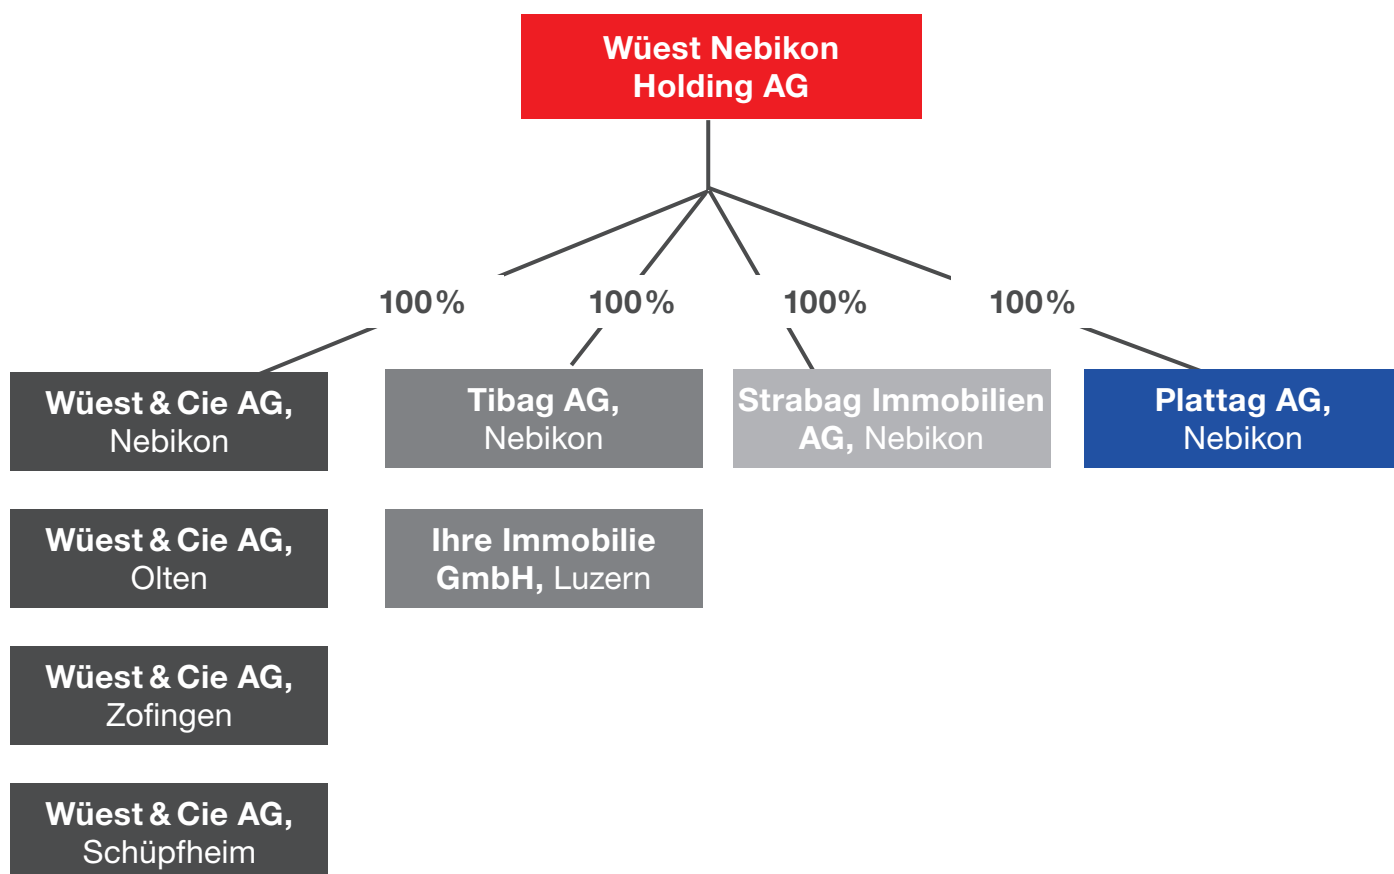 Wüest Nebikon
Holding AG
100%
100%
100%
100%
Wüest & Cie AG,
Nebikon
Tibag AG,
Nebikon
Strabag Immobilien
AG, Nebikon
Plattag AG,
Nebikon
Wüest & Cie AG,
Olten
Ihre Immobilie
GmbH, Luzern
Wüest & Cie AG,
Zofingen
Wüest & Cie AG,
Schüpfheim